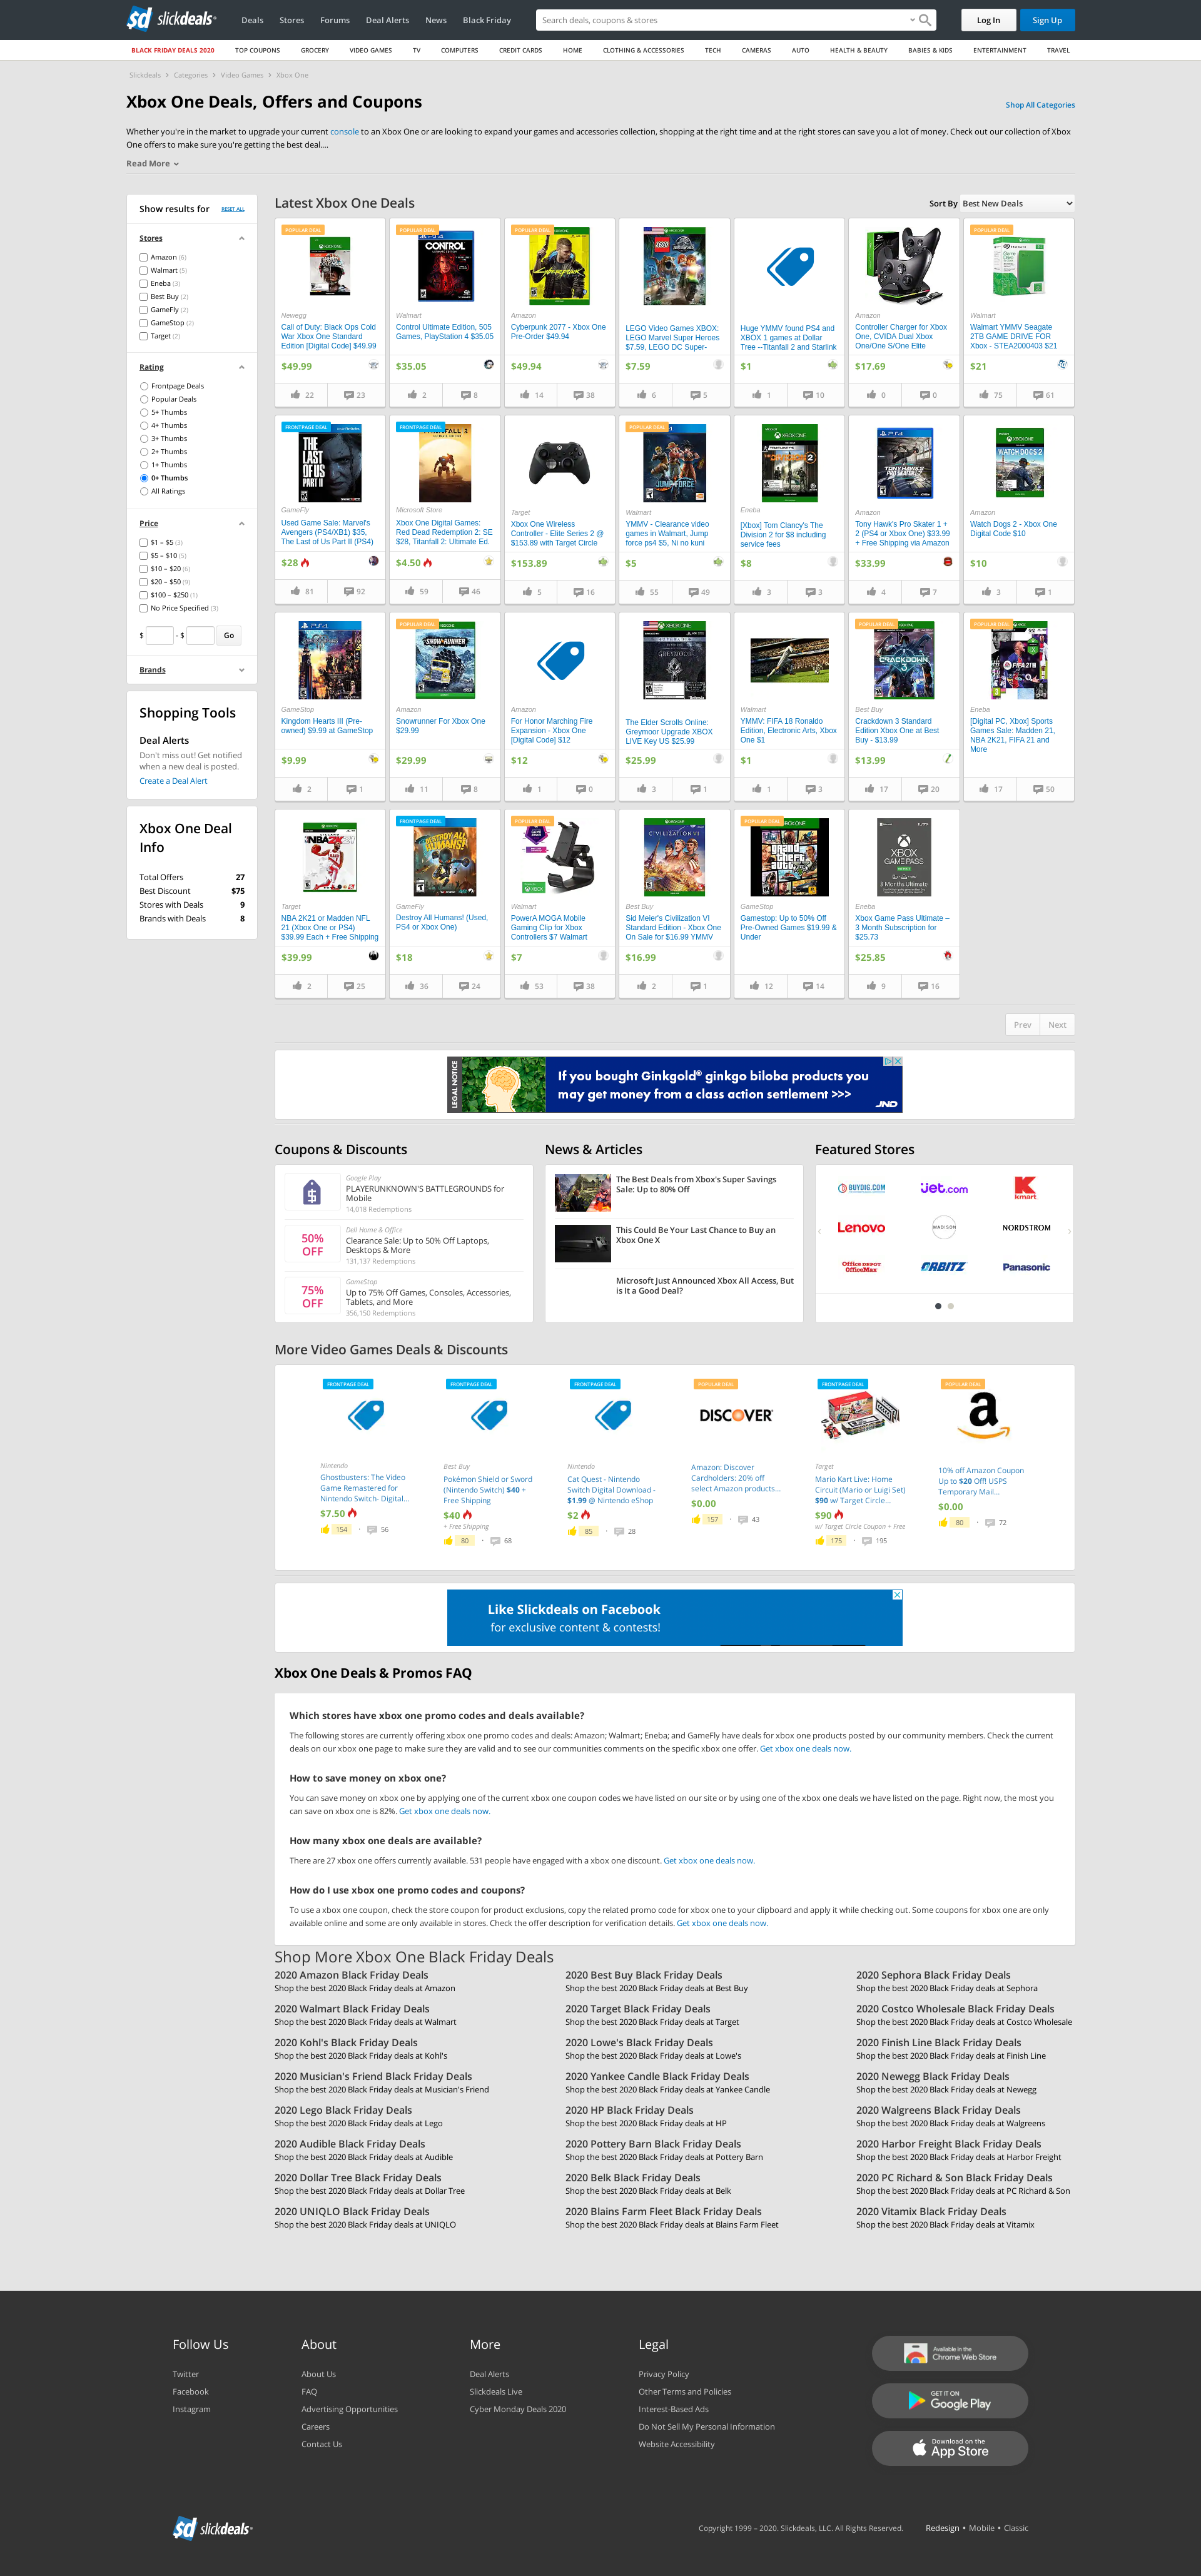 slickdeals
Deals Stores Forums Deal Alerts News Black Friday
Search deals, coupons & stores
Log In
Sign Up
BLACK FRIDAY DEALS 2020 TOP COUPONS GROCERY VIDEO GAMES TV COMPUTERS CREDIT CARDS HOME CLOTHING & ACCESSORIES TECH CAMERAS AUTO HEALTH & BEAUTY BABIES & KIDS ENTERTAINMENT TRAVEL
Slickdeals > Categories > Video Games > Xbox One
Xbox One Deals, Offers and Coupons
Shop All Categories
Whether you're in the market to upgrade your current console to an Xbox One or are looking to expand your games and accessories collection, shopping at the right time and at the right stores can save you a lot of money. Check out our collection of Xbox
One offers to make sure you're getting the best deal....
Read More
Show results for RESET ALL
Stores
Amazon (6)
Walmart (5)
Eneba (3)
Best Buy (2)
GameFly (2)
GameStop (2)
Target (2)
Rating
Frontpage Deals
Popular Deals
5+ Thumbs
4+ Thumbs
3+ Thumbs
2+ Thumbs
1+ Thumbs
0+ Thumbs
All Ratings
Price
$1 – $5 (3)
$5 – $10 (5)
$10 – $20 (6)
$20 – $50 (9)
$100 – $250 (1)
No Price Specified (3)
$ - $ Go
Brands
Shopping Tools
Deal Alerts
Don't miss out! Get notified
when a new deal is posted.
Create a Deal Alert
Xbox One Deal
Info
Total Offers 27
Best Discount $75
Stores with Deals 9
Brands with Deals 8
Latest Xbox One Deals
Sort By Best New Deals
POPULAR DEAL
Newegg
Call of Duty: Black Ops Cold
War Xbox One Standard
Edition [Digital Code] $49.99
$49.99
22 23
POPULAR DEAL
CONTROL
Walmart
Control Ultimate Edition, 505
Games, PlayStation 4 $35.05
$35.05
2 8
POPULAR DEAL
Cyberpunk
Amazon
Cyberpunk 2077 - Xbox One
Pre-Order $49.94
$49.94
14 38
LEGO Video Games XBOX:
LEGO Marvel Super Heroes
$7.59, LEGO DC Super-
$7.59
6 5
Huge YMMV found PS4 and
XBOX 1 games at Dollar
Tree --Titanfall 2 and Starlink
$1
1 10
Amazon
Controller Charger for Xbox
One, CVIDA Dual Xbox
One/One S/One Elite
$17.69
0 0
POPULAR DEAL
Walmart
Walmart YMMV Seagate
2TB GAME DRIVE FOR
Xbox - STEA2000403 $21
$21
75 61
FRONTPAGE DEAL
THE LAST OF US PART II
GameFly
Used Game Sale: Marvel's
Avengers (PS4/XB1) $35,
The Last of Us Part II (PS4)
$28
81 92
FRONTPAGE DEAL
Microsoft Store
Xbox One Digital Games:
Red Dead Redemption 2: SE
$28, Titanfall 2: Ultimate Ed.
$4.50
59 46
Target
Xbox One Wireless
Controller - Elite Series 2 @
$153.89 with Target Circle
$153.89
5 16
POPULAR DEAL
JUMP FORCE
Walmart
YMMV - Clearance video
games in Walmart, Jump
force ps4 $5, Ni no kuni
$5
55 49
Eneba
[Xbox] Tom Clancy's The
Division 2 for $8 including
service fees
$8
3 3
Amazon
Tony Hawk's Pro Skater 1 +
2 (PS4 or Xbox One) $33.99
+ Free Shipping via Amazon
$33.99
4 7
WATCH DOGS 2
Amazon
Watch Dogs 2 - Xbox One
Digital Code $10
$10
3 1
GameStop
Kingdom Hearts III (Pre-
owned) $9.99 at GameStop
$9.99
2 1
POPULAR DEAL
SNOWRUNNER
Amazon
Snowrunner For Xbox One
$29.99
$29.99
11 8
Amazon
For Honor Marching Fire
Expansion - Xbox One
[Digital Code] $12
$12
1 0
GREYMOOR
The Elder Scrolls Online:
Greymoor Upgrade XBOX
LIVE Key US $25.99
$25.99
3 1
Walmart
YMMV: FIFA 18 Ronaldo
Edition, Electronic Arts, Xbox
One $1
$1
1 3
POPULAR DEAL
CRACKDOWN 3
Best Buy
Crackdown 3 Standard
Edition Xbox One at Best
Buy - $13.99
$13.99
17 20
POPULAR DEAL
FIFA 21
Eneba
[Digital PC, Xbox] Sports
Games Sale: Madden 21,
NBA 2K21, FIFA 21 and
More
17 50
NBA 2K21
Target
NBA 2K21 or Madden NFL
21 (Xbox One or PS4)
$39.99 Each + Free Shipping
$39.99
2 25
FRONTPAGE DEAL
DESTROY ALL HUMANS!
GameFly
Destroy All Humans! (Used,
PS4 or Xbox One)
$18
36 24
POPULAR DEAL
Walmart
PowerA MOGA Mobile
Gaming Clip for Xbox
Controllers $7 Walmart
$7
53 38
CIVILIZATION VI
Best Buy
Sid Meier's Civilization VI
Standard Edition - Xbox One
On Sale for $16.99 YMMV
$16.99
2 1
POPULAR DEAL
grand theft auto V
GameStop
Gamestop: Up to 50% Off
Pre-Owned Games $19.99 &
Under
12 14
XBOX GAME PASS
3 Months Ultimate
Eneba
Xbox Game Pass Ultimate –
3 Month Subscription for
$25.73
$25.85
9 16
Prev Next
LEGAL NOTICE
If you bought Ginkgold® ginkgo biloba products you
may get money from a class action settlement >>>
JND
Coupons & Discounts
Google Play
PLAYERUNKNOWN'S BATTLEGROUNDS for
Mobile
14,018 Redemptions
50% OFF
Dell Home & Office
Clearance Sale: Up to 50% Off Laptops,
Desktops & More
131,137 Redemptions
75% OFF
GameStop
Up to 75% Off Games, Consoles, Accessories,
Tablets, and More
356,150 Redemptions
News & Articles
The Best Deals from Xbox's Super Savings
Sale: Up to 80% Off
This Could Be Your Last Chance to Buy an
Xbox One X
Microsoft Just Announced Xbox All Access, But
is It a Good Deal?
Featured Stores
BUYDIG.COM jet.com kmart
Lenovo MADISON NORDSTROM
Office DEPOT OfficeMax ORBITZ Panasonic
More Video Games Deals & Discounts
FRONTPAGE DEAL
Nintendo
Ghostbusters: The Video
Game Remastered for
Nintendo Switch- Digital...
$7.50
154 · 56
FRONTPAGE DEAL
Best Buy
Pokémon Shield or Sword
(Nintendo Switch) $40 +
Free Shipping
$40
+ Free Shipping
80 · 68
FRONTPAGE DEAL
Nintendo
Cat Quest - Nintendo
Switch Digital Download -
$1.99 @ Nintendo eShop
$2
85 · 28
POPULAR DEAL
DISCOVER
Amazon: Discover
Cardholders: 20% off
select Amazon products...
$0.00
157 · 43
FRONTPAGE DEAL
Target
Mario Kart Live: Home
Circuit (Mario or Luigi Set)
$90 w/ Target Circle...
$90
w/ Target Circle Coupon + Free
175 · 195
POPULAR DEAL
10% off Amazon Coupon
Up to $20 Off! USPS
Temporary Mail...
$0.00
80 · 72
Like Slickdeals on Facebook
for exclusive content & contests!
Xbox One Deals & Promos FAQ
Which stores have xbox one promo codes and deals available?
The following stores are currently offering xbox one promo codes and deals: Amazon; Walmart; Eneba; and GameFly have deals for xbox one products posted by our community members. Check the current
deals on our xbox one page to make sure they are valid and to see our communities comments on the specific xbox one offer. Get xbox one deals now.
How to save money on xbox one?
You can save money on xbox one by applying one of the current xbox one coupon codes we have listed on our site or by using one of the xbox one deals we have listed on the page. Right now, the most you
can save on xbox one is 82%. Get xbox one deals now.
How many xbox one deals are available?
There are 27 xbox one offers currently available. 531 people have engaged with a xbox one discount. Get xbox one deals now.
How do I use xbox one promo codes and coupons?
To use a xbox one coupon, check the store coupon for product exclusions, copy the related promo code for xbox one to your clipboard and apply it while checking out. Some coupons for xbox one are only
available online and some are only available in stores. Check the offer description for verification details. Get xbox one deals now.
Shop More Xbox One Black Friday Deals
2020 Amazon Black Friday Deals
Shop the best 2020 Black Friday deals at Amazon
2020 Best Buy Black Friday Deals
Shop the best 2020 Black Friday deals at Best Buy
2020 Sephora Black Friday Deals
Shop the best 2020 Black Friday deals at Sephora
2020 Walmart Black Friday Deals
Shop the best 2020 Black Friday deals at Walmart
2020 Target Black Friday Deals
Shop the best 2020 Black Friday deals at Target
2020 Costco Wholesale Black Friday Deals
Shop the best 2020 Black Friday deals at Costco Wholesale
2020 Kohl's Black Friday Deals
Shop the best 2020 Black Friday deals at Kohl's
2020 Lowe's Black Friday Deals
Shop the best 2020 Black Friday deals at Lowe's
2020 Finish Line Black Friday Deals
Shop the best 2020 Black Friday deals at Finish Line
2020 Musician's Friend Black Friday Deals
Shop the best 2020 Black Friday deals at Musician's Friend
2020 Yankee Candle Black Friday Deals
Shop the best 2020 Black Friday deals at Yankee Candle
2020 Newegg Black Friday Deals
Shop the best 2020 Black Friday deals at Newegg
2020 Lego Black Friday Deals
Shop the best 2020 Black Friday deals at Lego
2020 HP Black Friday Deals
Shop the best 2020 Black Friday deals at HP
2020 Walgreens Black Friday Deals
Shop the best 2020 Black Friday deals at Walgreens
2020 Audible Black Friday Deals
Shop the best 2020 Black Friday deals at Audible
2020 Pottery Barn Black Friday Deals
Shop the best 2020 Black Friday deals at Pottery Barn
2020 Harbor Freight Black Friday Deals
Shop the best 2020 Black Friday deals at Harbor Freight
2020 Dollar Tree Black Friday Deals
Shop the best 2020 Black Friday deals at Dollar Tree
2020 Belk Black Friday Deals
Shop the best 2020 Black Friday deals at Belk
2020 PC Richard & Son Black Friday Deals
Shop the best 2020 Black Friday deals at PC Richard & Son
2020 UNIQLO Black Friday Deals
Shop the best 2020 Black Friday deals at UNIQLO
2020 Blains Farm Fleet Black Friday Deals
Shop the best 2020 Black Friday deals at Blains Farm Fleet
2020 Vitamix Black Friday Deals
Shop the best 2020 Black Friday deals at Vitamix
Follow Us
Twitter
Facebook
Instagram
About
About Us
FAQ
Advertising Opportunities
Careers
Contact Us
More
Deal Alerts
Slickdeals Live
Cyber Monday Deals 2020
Legal
Privacy Policy
Other Terms and Policies
Interest-Based Ads
Do Not Sell My Personal Information
Website Accessibility
Available in the
Chrome Web Store
GET IT ON
Google Play
Download on the
App Store
slickdeals
Copyright 1999 – 2020. Slickdeals, LLC. All Rights Reserved.
Redesign • Mobile • Classic